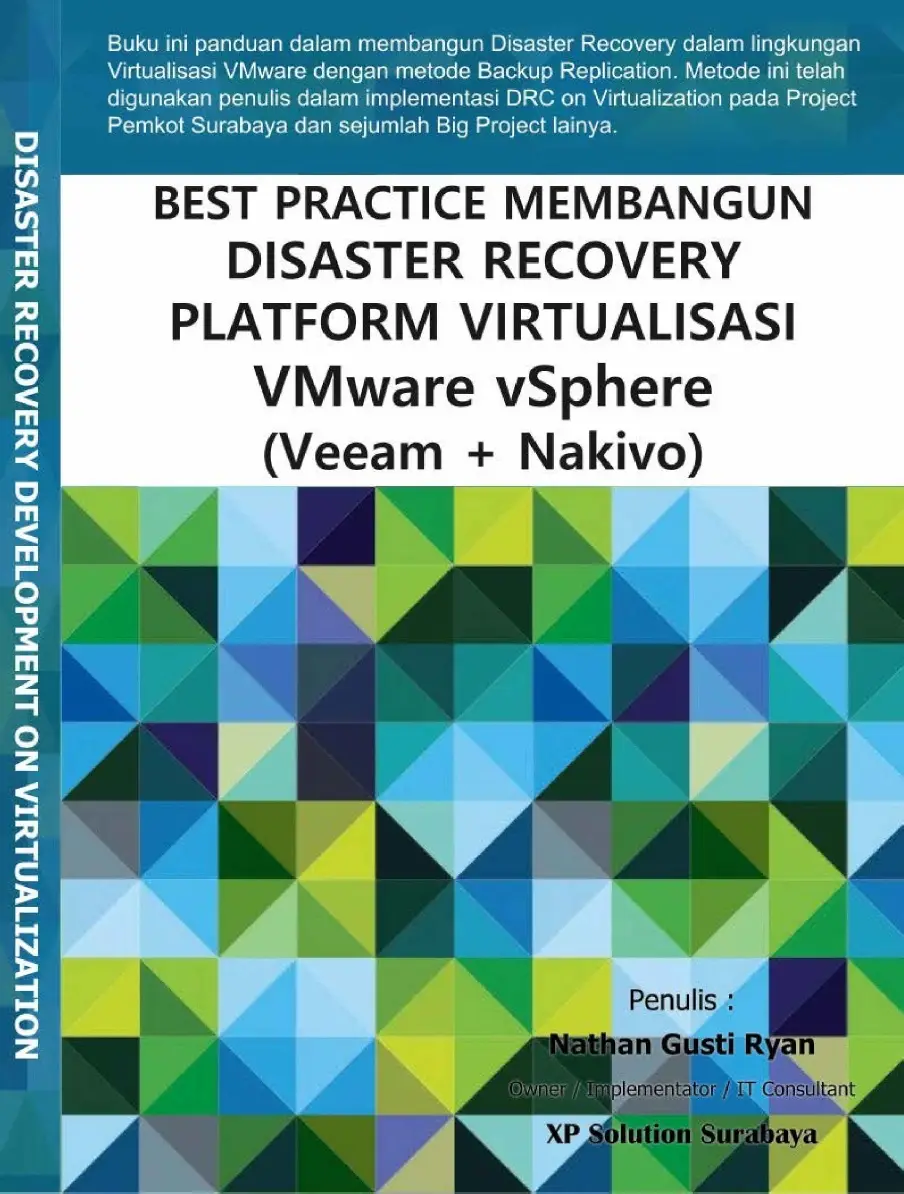 Buku ini panduan dalam membangun Disaster Recovery dalam lingkungan
Virtualisasi VMware dengan metode Backup Replication. Metode ini telah
digunakan penulis dalam implementasi DRC on Virtualization pada Project
Pemkot Surabaya dan sejumlah Big Project lainya.
DISASTER RECOVERY DEVELOPMENT ON VIRTUALIZATION
BEST PRACTICE MEMBANGUN
DISASTER RECOVERY
PLATFORM VIRTUALISASI
VMware vSphere
(Veeam + Nakivo)
Penulis :
Nathan Gusti Ryan
Owner / Implementator / IT Consultant
XP Solution Surabaya